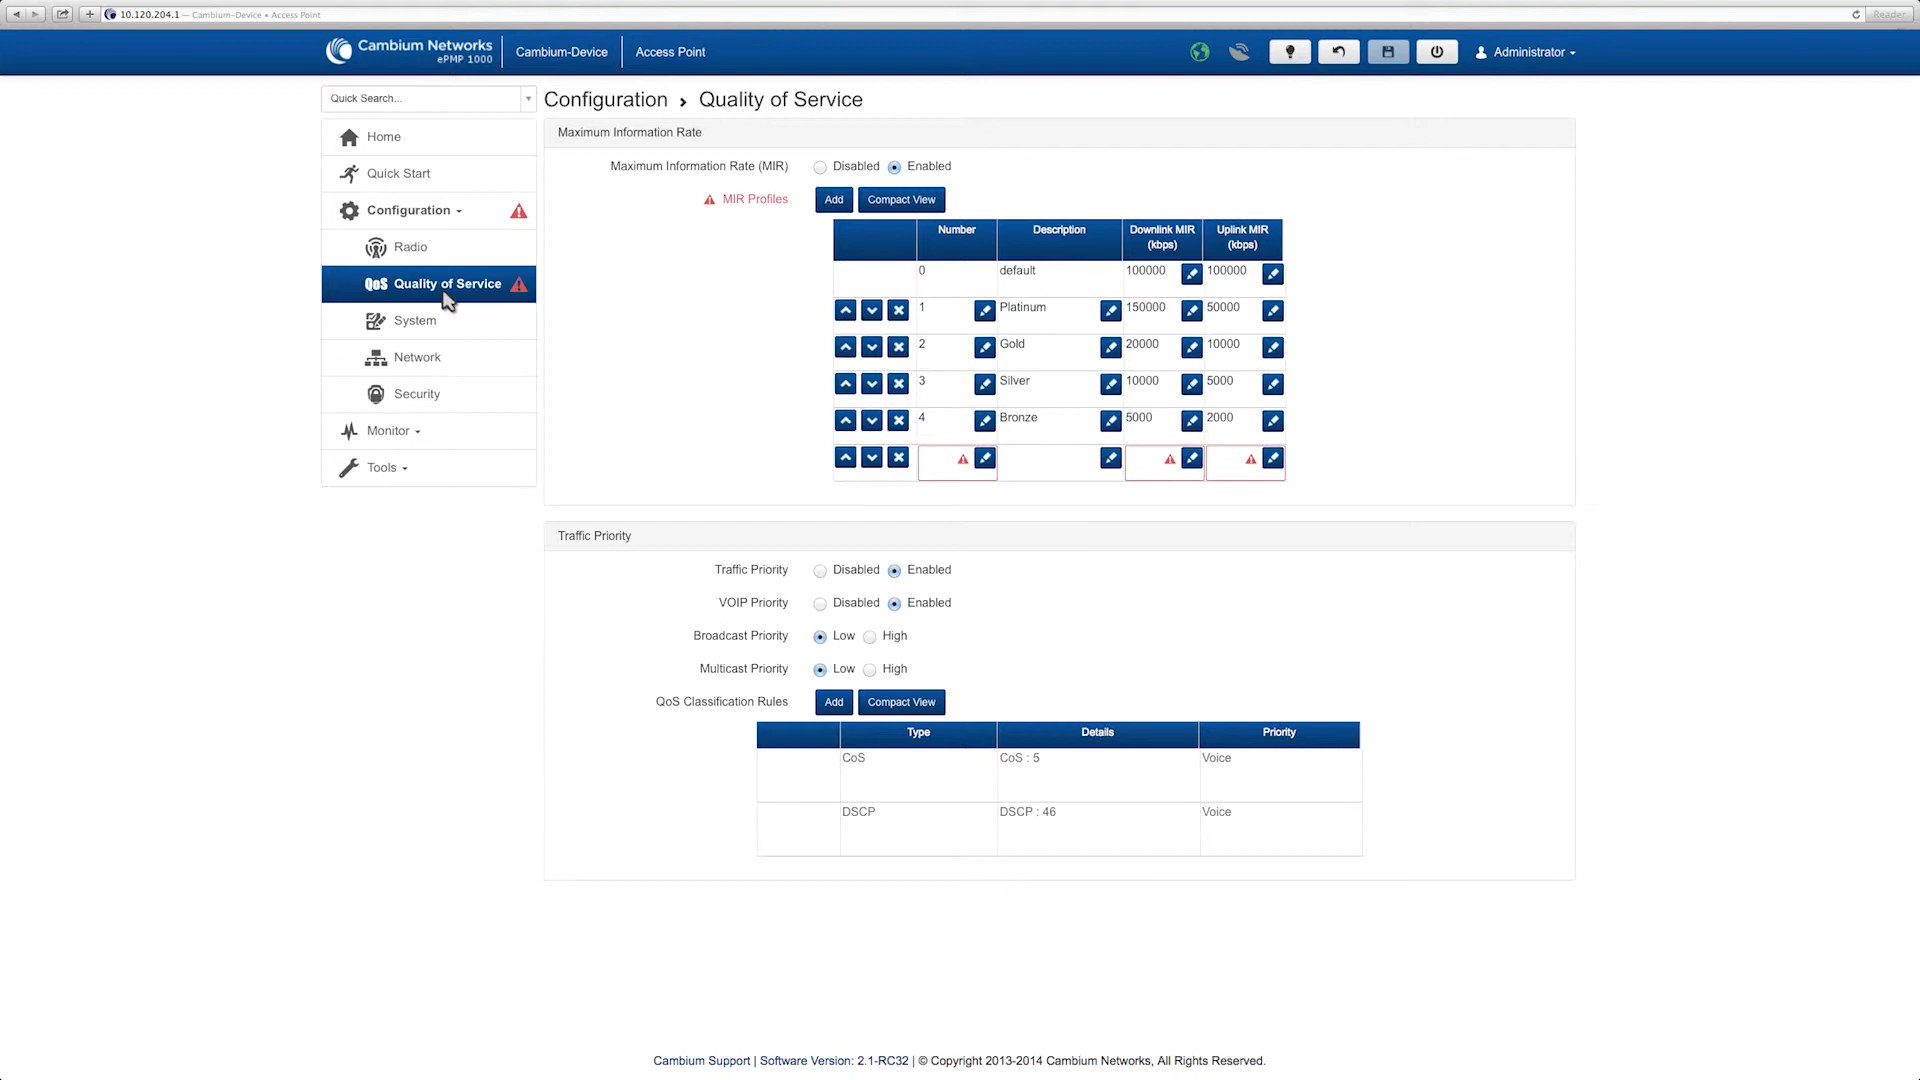 10.120.204.1 — Cambium-Device • Access Point
Reader
Cambium Networks
ePMP 1000
Cambium-Device
Access Point
Administrator
Quick Search...
Home
Quick Start
Configuration
Radio
QoS Quality of Service
System
Network
Security
Monitor
Tools
Configuration › Quality of Service
Maximum Information Rate
Maximum Information Rate (MIR) Disabled Enabled
MIR Profiles Add Compact View
Number Description Downlink MIR (kbps) Uplink MIR (kbps)
0 default 100000 100000
1 Platinum 150000 50000
2 Gold 20000 10000
3 Silver 10000 5000
4 Bronze 5000 2000
Traffic Priority
Traffic Priority Disabled Enabled
VOIP Priority Disabled Enabled
Broadcast Priority Low High
Multicast Priority Low High
QoS Classification Rules Add Compact View
Type Details Priority
CoS CoS : 5 Voice
DSCP DSCP : 46 Voice
Cambium Support | Software Version: 2.1-RC32 | © Copyright 2013-2014 Cambium Networks, All Rights Reserved.